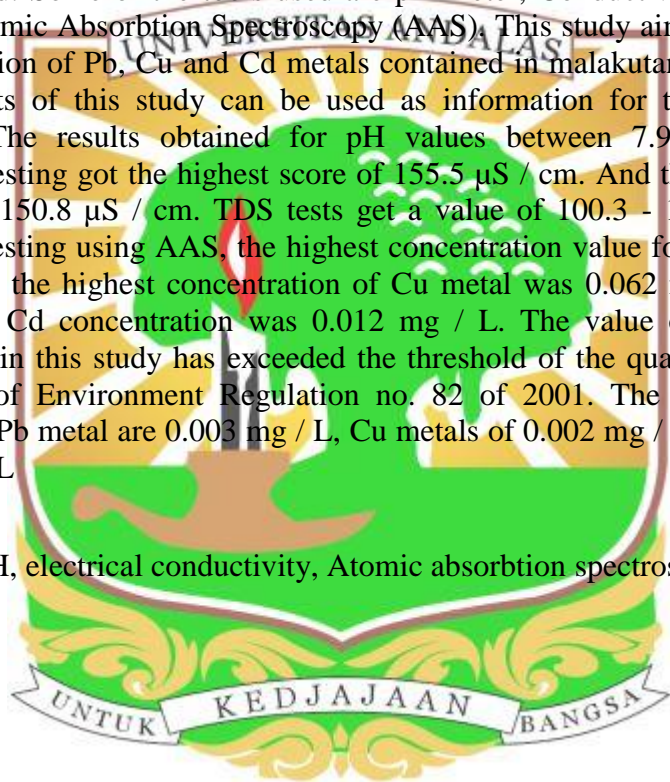 omic Absorbtion Spectroscopy (AAS). This study ain
UNIVERSITAS ANDALAS
ion of Pb, Cu and Cd metals contained in malakutan
ts of this study can be used as information for t
The results obtained for pH values between 7.9
esting got the highest score of 155.5 µS / cm. And t
150.8 µS / cm. TDS tests get a value of 100.3 -
esting using AAS, the highest concentration value fo
the highest concentration of Cu metal was 0.062
Cd concentration was 0.012 mg / L. The value
in this study has exceeded the threshold of the qua
of Environment Regulation no. 82 of 2001. The
Pb metal are 0.003 mg / L, Cu metals of 0.002 mg /
L
H, electrical conductivity, Atomic absorbtion spectros
UNTUK KEDJAJAAN BANGSA